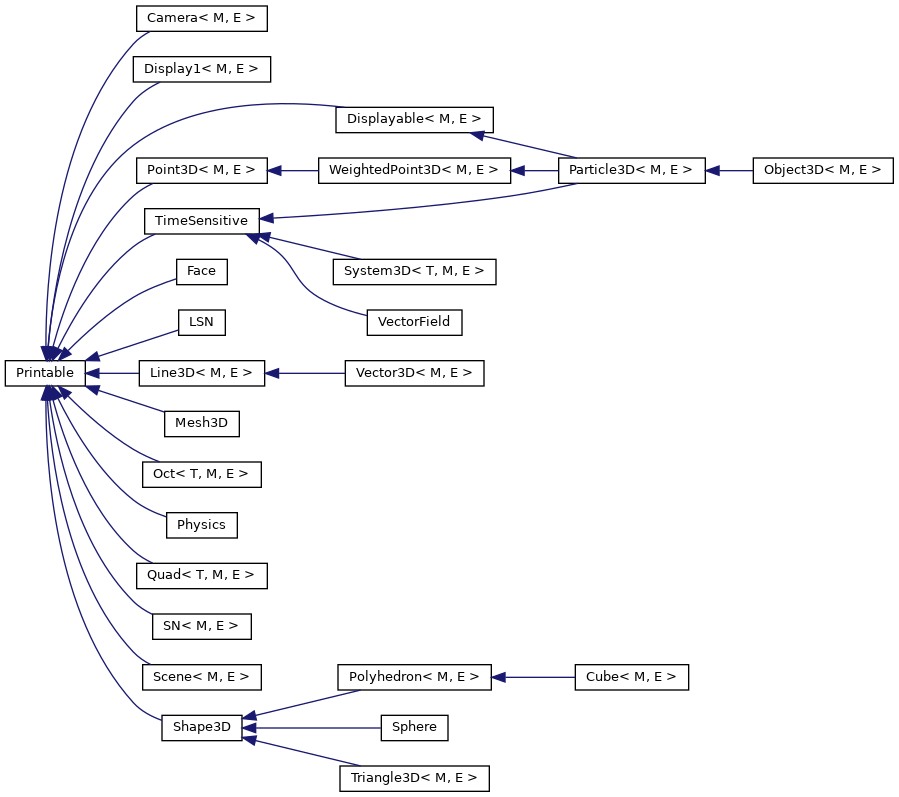 Camera< M, E >
Display1< M, E >
Displayable< M, E >
Point3D< M, E >
WeightedPoint3D< M, E >
Particle3D< M, E >
Object3D< M, E >
TimeSensitive
Face
System3D< T, M, E >
LSN
VectorField
Printable
Line3D< M, E >
Vector3D< M, E >
Mesh3D
Oct< T, M, E >
Physics
Quad< T, M, E >
SN< M, E >
Scene< M, E >
Polyhedron< M, E >
Cube< M, E >
Shape3D
Sphere
Triangle3D< M, E >